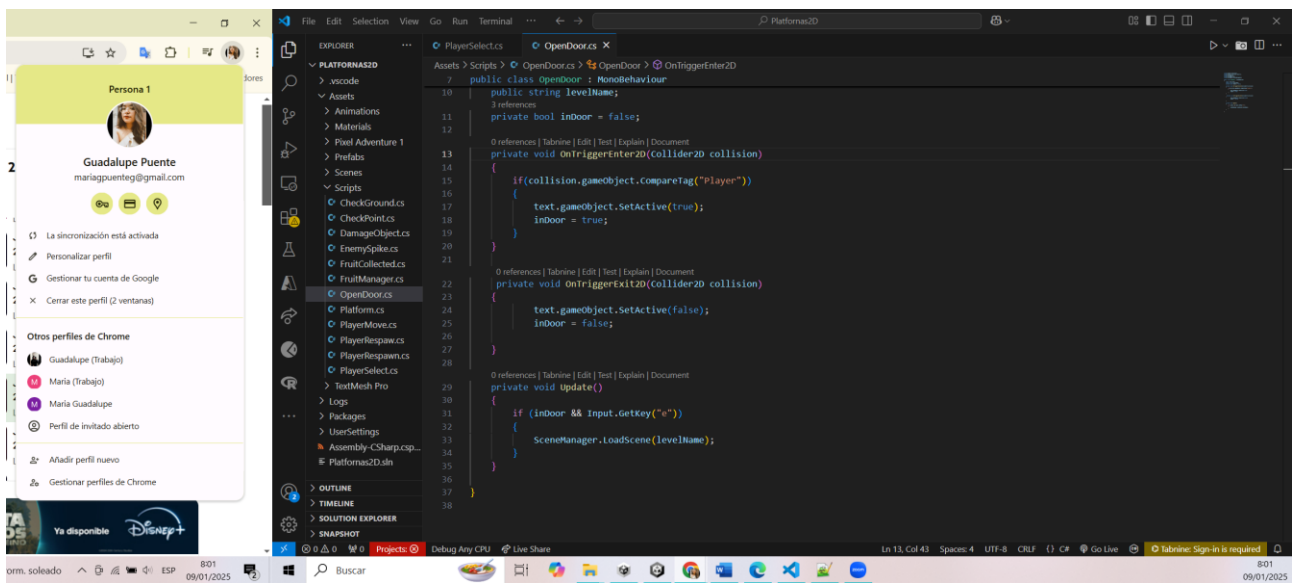 Persona 1
Guadalupe Puente
mariagpuenteg@gmail.com
La sincronización está activada
Personalizar perfil
Gestionar tu cuenta de Google
Cerrar este perfil (2 ventanas)
Otros perfiles de Chrome
Guadalupe (Trabajo)
M Maria (Trabajo)
M Maria Guadalupe
Perfil de invitado abierto
Añadir perfil nuevo
Gestionar perfiles de Chrome
Ya disponible Disney+
orm. soleado ESP 8:01
09/01/2025
File Edit Selection View Go Run Terminal ··· Platfornas2D
EXPLORER ···
PLATFORNAS2D
.vscode
Assets
Animations
Materials
Pixel Adventure 1
Prefabs
Scenes
Scripts
CheckGround.cs
CheckPoint.cs
DamageObject.cs
EnemySpike.cs
FruitCollected.cs
FruitManager.cs
OpenDoor.cs
Platform.cs
PlayerMove.cs
PlayerRespaw.cs
PlayerRespawn.cs
PlayerSelect.cs
TextMesh Pro
Logs
Packages
UserSettings
Assembly-CSharp.csp...
Platfornas2D.sln
OUTLINE
TIMELINE
SOLUTION EXPLORER
SNAPSHOT
PlayerSelect.cs OpenDoor.cs
Assets > Scripts > OpenDoor.cs > OpenDoor > OnTriggerEnter2D
7 public class OpenDoor : MonoBehaviour
10 public string levelName;
3 references
11 private bool inDoor = false;
12
0 references | Tabnine | Edit | Test | Explain | Document
13 private void OnTriggerEnter2D(Collider2D collision)
14 {
15 if(collision.gameObject.CompareTag("Player"))
16 {
17 text.gameObject.SetActive(true);
18 inDoor = true;
19 }
20 }
21
0 references | Tabnine | Edit | Test | Explain | Document
22 private void OnTriggerExit2D(Collider2D collision)
23 {
24 text.gameObject.SetActive(false);
25 inDoor = false;
26
27 }
28
0 references | Tabnine | Edit | Test | Explain | Document
29 private void Update()
30 {
31 if (inDoor && Input.GetKey("e"))
32 {
33 SceneManager.LoadScene(levelName);
34 }
35 }
36
37 }
38
0 0 0 Projects: Debug Any CPU Live Share Ln 13, Col 43 Spaces: 4 UTF-8 CRLF {} C# Go Live Tabnine: Sign-in is required
Buscar 8:01
09/01/2025